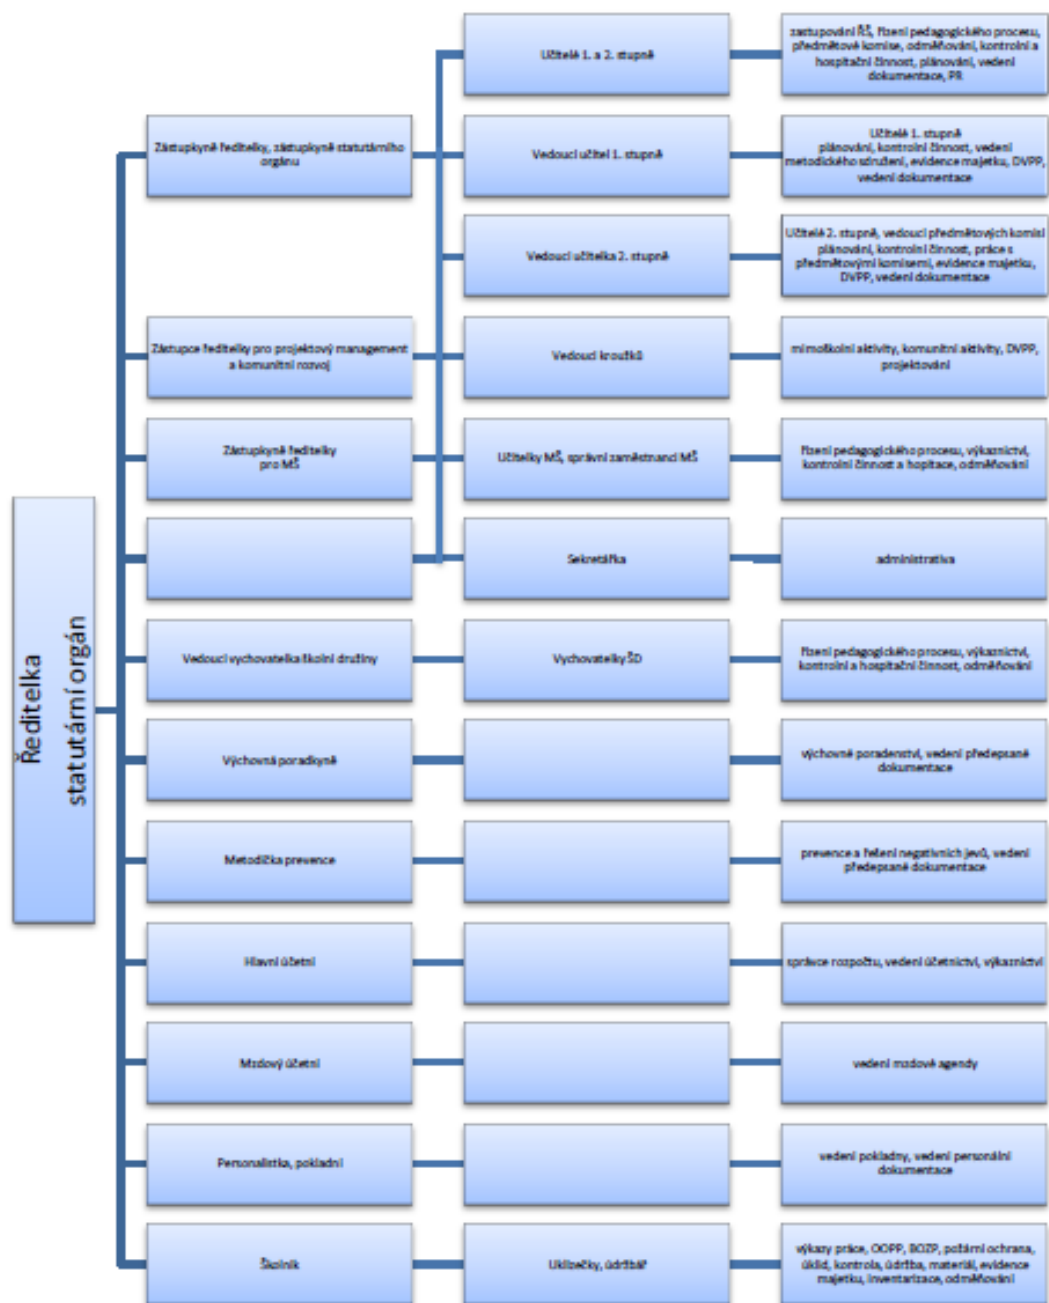 Ředitelka
statutární orgán
Zástupkyně ředitelky, zástupkyně statutárního
orgánu
Učitelé 1. a 2. stupně
zastupování ŘŠ, řízení pedagogického procesu,
předmětové komise, odměňování, kontrolní a
hospitační činnost, plánování, vedení
dokumentace, PR
Vedoucí učitel 1. stupně
Učitelé 1. stupně
plánování, kontrolní činnost, vedení
metodického sdružení, evidence majetku, DVPP,
vedení dokumentace
Vedoucí učitelka 2. stupně
Učitelé 2. stupně, vedoucí předmětových komisí
plánování, kontrolní činnost, práce s
předmětovými komisemi, evidence majetku,
DVPP, vedení dokumentace
Zástupce ředitelky pro projektový management
a komunitní rozvoj
Vedoucí kroužků
mimoškolní aktivity, komunitní aktivity, DVPP,
projektování
Zástupkyně ředitelky
pro MŠ
Učitelky MŠ, správní zaměstnanci MŠ
řízení pedagogického procesu, výkaznictví,
kontrolní činnost a hopitace, odměňování
Sekretářka
administrativa
Vedoucí vychovatelka školní družiny
Vychovatelky ŠD
řízení pedagogického procesu, výkaznictví,
kontrolní a hospitační činnost, odměňování
Výchovná poradkyně
výchovné poradenství, vedení předepsané
dokumentace
Metodička prevence
prevence a řešení negativních jevů, vedení
předepsané dokumentace
Hlavní účetní
správce rozpočtu, vedení účetnictví, výkaznictví
Mzdový účetní
vedení mzdové agendy
Personalistka, pokladní
vedení pokladny, vedení personální
dokumentace
Školník
Uklízečky, údržbář
výkazy práce, OOPP, BOZP, požární ochrana,
úklid, kontrola, údržba, materiál, evidence
majetku, inventarizace, odměňování